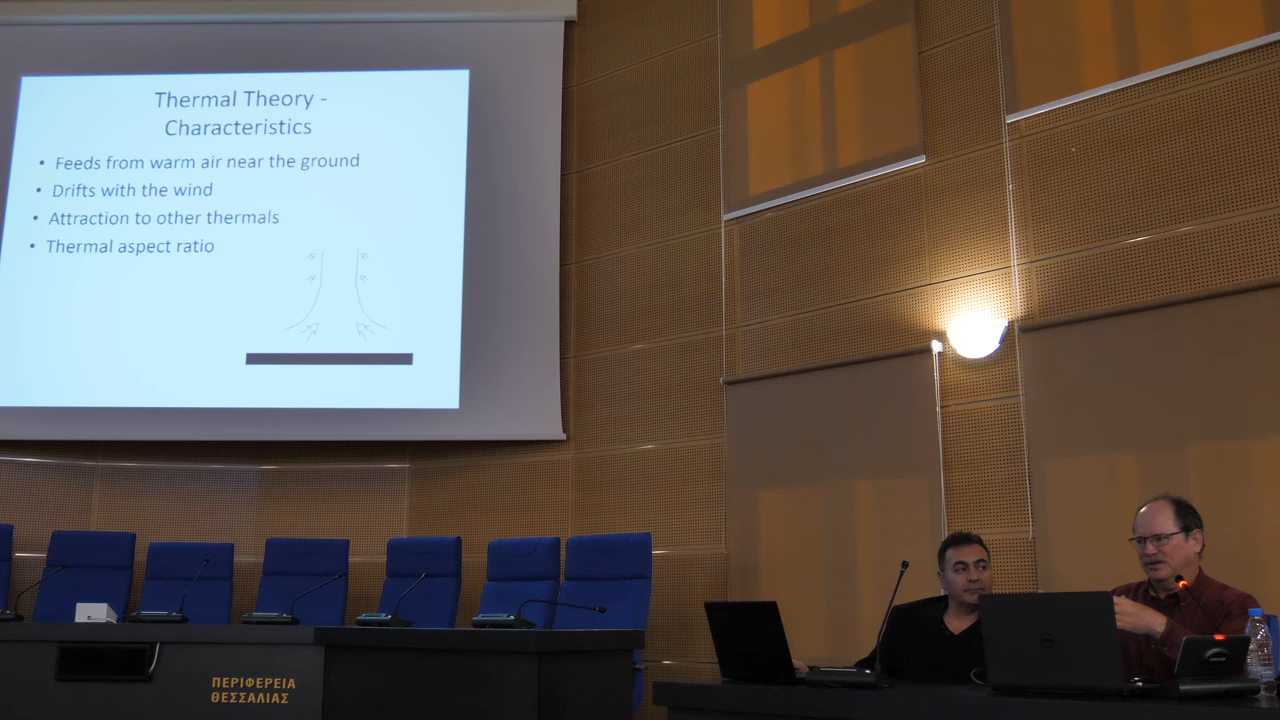 Thermal Theory -
Characteristics
• Feeds from warm air near the ground
• Drifts with the wind
• Attraction to other thermals
• Thermal aspect ratio
ΠΕΡΙΦΕΡΕΙΑ
ΘΕΣΣΑΛΙΑΣ
DELL